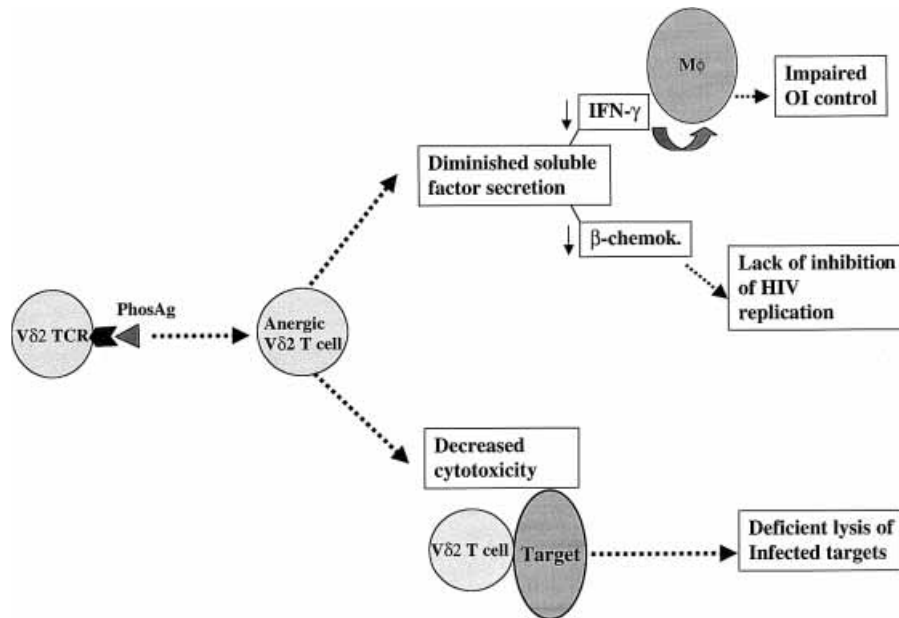 Mϕ
Impaired
OI control
↓ IFN-γ
Diminished soluble
factor secretion
↓ β-chemok.
Lack of inhibition
of HIV
replication
PhosAg
Vδ2 TCR
Anergic
Vδ2 T cell
Decreased
cytotoxicity
Vδ2 T cell
Target
Deficient lysis of
Infected targets